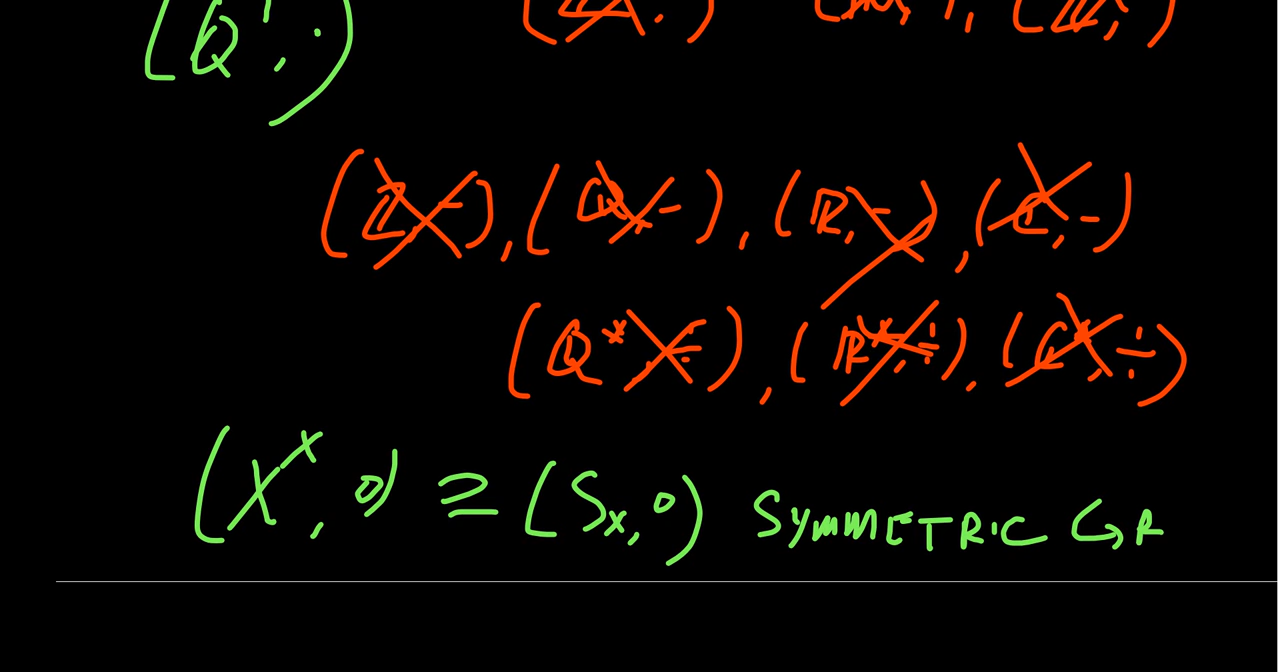 (Q*, ·)
(ℤ, -), (ℚ, -), (ℝ, -), (ℂ, -)
(ℚ*, ÷), (ℝ*, ÷), (ℂ*, ÷)
(X^X, ∘) ≥ (S_X, ∘) SYMMETRIC GR